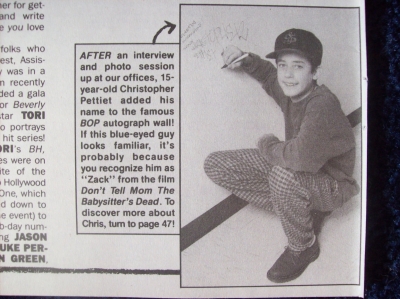 er for get-
and write
e you love
folks who
est, Assis-
y was in a
m recently
ded a gala
or Beverly
star TORI
o portrays
hit series!
ORI's BH,
es were on
ite of the
o Hollywood
One, which
d down to
e event) to
b-day num-
ng JASON
UKE PER-
N GREEN,
AFTER an interview
and photo session
up at our offices, 15-
year-old Christopher
Pettiet added his
name to the famous
BOP autograph wall!
If this blue-eyed guy
looks familiar, it's
probably because
you recognize him as
"Zack" from the film
Don't Tell Mom The
Babysitter's Dead. To
discover more about
Chris, turn to page 47!